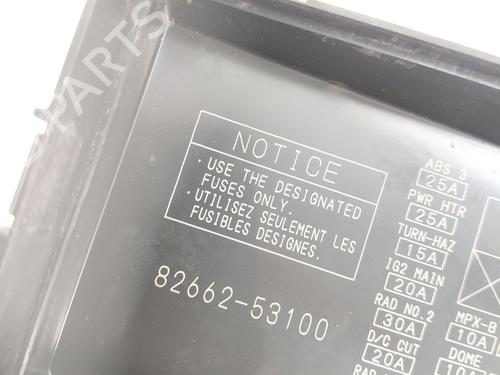 PARTS
NOTICE
· USE THE DESIGNATED
FUSES ONLY.
· UTILISEZ SEULEMENT LES
FUSIBLES DESIGNES.
82662-53100
ABS 3
25A
PWR HTR
25A
TURN-HAZ
15A
IG2 MAIN
20A
RAD NO.2
30A
D/C CUT
20A
MPX-B
10A
DOME
10A